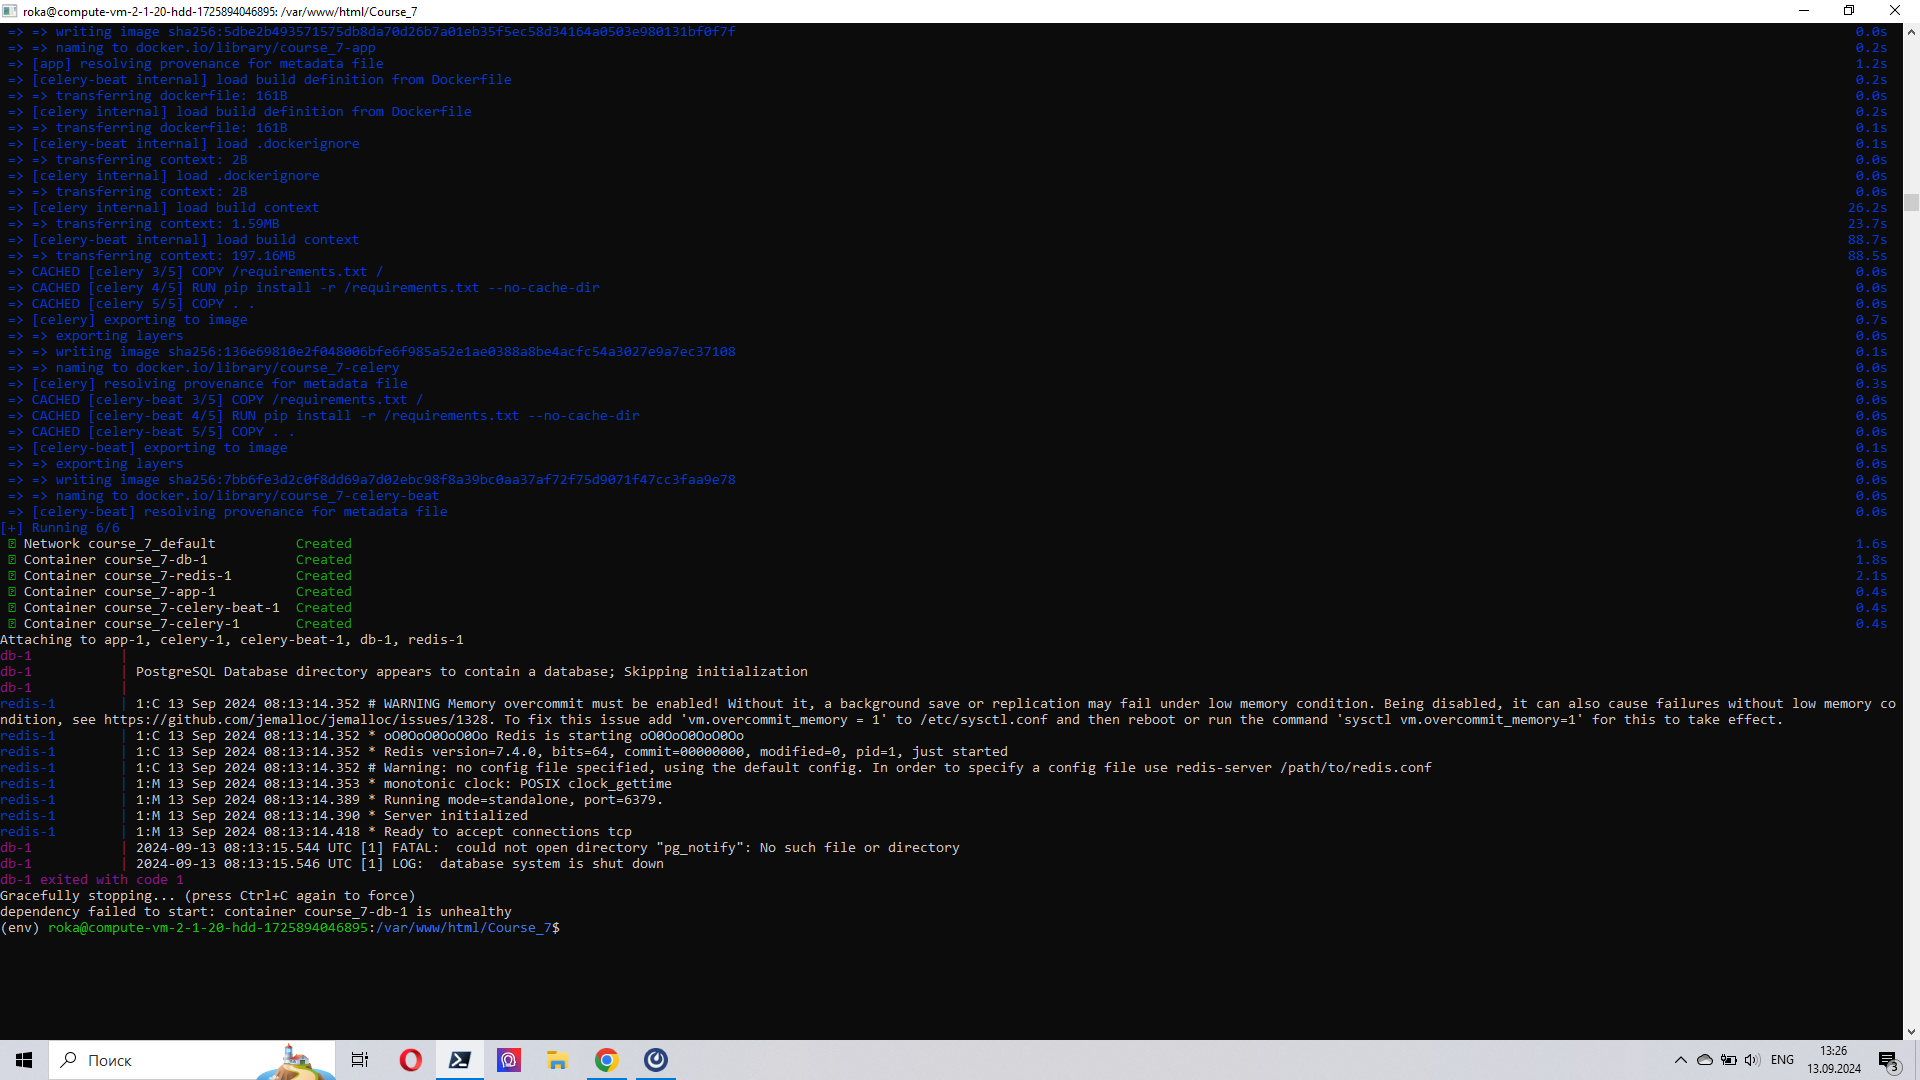 roka@compute-vm-2-1-20-hdd-1725894046895: /var/www/html/Course_7
=> => writing image sha256:5dbe2b493571575db8da70d26b7a01eb35f5ec58d34164a0503e980131bf0f7f 0.0s
=> => naming to docker.io/library/course_7-app 0.2s
=> [app] resolving provenance for metadata file 1.2s
=> [celery-beat internal] load build definition from Dockerfile 0.2s
=> => transferring dockerfile: 161B 0.0s
=> [celery internal] load build definition from Dockerfile 0.2s
=> => transferring dockerfile: 161B 0.1s
=> [celery-beat internal] load .dockerignore 0.1s
=> => transferring context: 2B 0.0s
=> [celery internal] load .dockerignore 0.0s
=> => transferring context: 2B 0.0s
=> [celery internal] load build context 26.2s
=> => transferring context: 1.59MB 23.7s
=> [celery-beat internal] load build context 88.7s
=> => transferring context: 197.16MB 88.5s
=> CACHED [celery 3/5] COPY /requirements.txt / 0.0s
=> CACHED [celery 4/5] RUN pip install -r /requirements.txt --no-cache-dir 0.0s
=> CACHED [celery 5/5] COPY . . 0.0s
=> [celery] exporting to image 0.7s
=> => exporting layers 0.0s
=> => writing image sha256:136e69810e2f048006bfe6f985a52e1ae0388a8be4acfc54a3027e9a7ec37108 0.1s
=> => naming to docker.io/library/course_7-celery 0.0s
=> [celery] resolving provenance for metadata file 0.3s
=> CACHED [celery-beat 3/5] COPY /requirements.txt / 0.0s
=> CACHED [celery-beat 4/5] RUN pip install -r /requirements.txt --no-cache-dir 0.0s
=> CACHED [celery-beat 5/5] COPY . . 0.0s
=> [celery-beat] exporting to image 0.1s
=> => exporting layers 0.0s
=> => writing image sha256:7bb6fe3d2c0f8dd69a7d02ebc98f8a39bc0aa37af72f75d9071f47cc3faa9e78 0.0s
=> => naming to docker.io/library/course_7-celery-beat 0.0s
=> [celery-beat] resolving provenance for metadata file 0.0s
[+] Running 6/6
Network course_7_default Created 1.6s
Container course_7-db-1 Created 1.8s
Container course_7-redis-1 Created 2.1s
Container course_7-app-1 Created 0.4s
Container course_7-celery-beat-1 Created 0.4s
Container course_7-celery-1 Created 0.4s
Attaching to app-1, celery-1, celery-beat-1, db-1, redis-1
db-1 |
db-1 | PostgreSQL Database directory appears to contain a database; Skipping initialization
db-1 |
redis-1 | 1:C 13 Sep 2024 08:13:14.352 # WARNING Memory overcommit must be enabled! Without it, a background save or replication may fail under low memory condition. Being disabled, it can also cause failures without low memory co
ndition, see https://github.com/jemalloc/jemalloc/issues/1328. To fix this issue add 'vm.overcommit_memory = 1' to /etc/sysctl.conf and then reboot or run the command 'sysctl vm.overcommit_memory=1' for this to take effect.
redis-1 | 1:C 13 Sep 2024 08:13:14.352 * oO0OoO0OoO0Oo Redis is starting oO0OoO0OoO0Oo
redis-1 | 1:C 13 Sep 2024 08:13:14.352 * Redis version=7.4.0, bits=64, commit=00000000, modified=0, pid=1, just started
redis-1 | 1:C 13 Sep 2024 08:13:14.352 # Warning: no config file specified, using the default config. In order to specify a config file use redis-server /path/to/redis.conf
redis-1 | 1:M 13 Sep 2024 08:13:14.353 * monotonic clock: POSIX clock_gettime
redis-1 | 1:M 13 Sep 2024 08:13:14.389 * Running mode=standalone, port=6379.
redis-1 | 1:M 13 Sep 2024 08:13:14.390 * Server initialized
redis-1 | 1:M 13 Sep 2024 08:13:14.418 * Ready to accept connections tcp
db-1 | 2024-09-13 08:13:15.544 UTC [1] FATAL:  could not open directory "pg_notify": No such file or directory
db-1 | 2024-09-13 08:13:15.546 UTC [1] LOG:  database system is shut down
db-1 exited with code 1
Gracefully stopping... (press Ctrl+C again to force)
dependency failed to start: container course_7-db-1 is unhealthy
(env) roka@compute-vm-2-1-20-hdd-1725894046895:/var/www/html/Course_7$
Поиск
ENG
13:26
13.09.2024
3